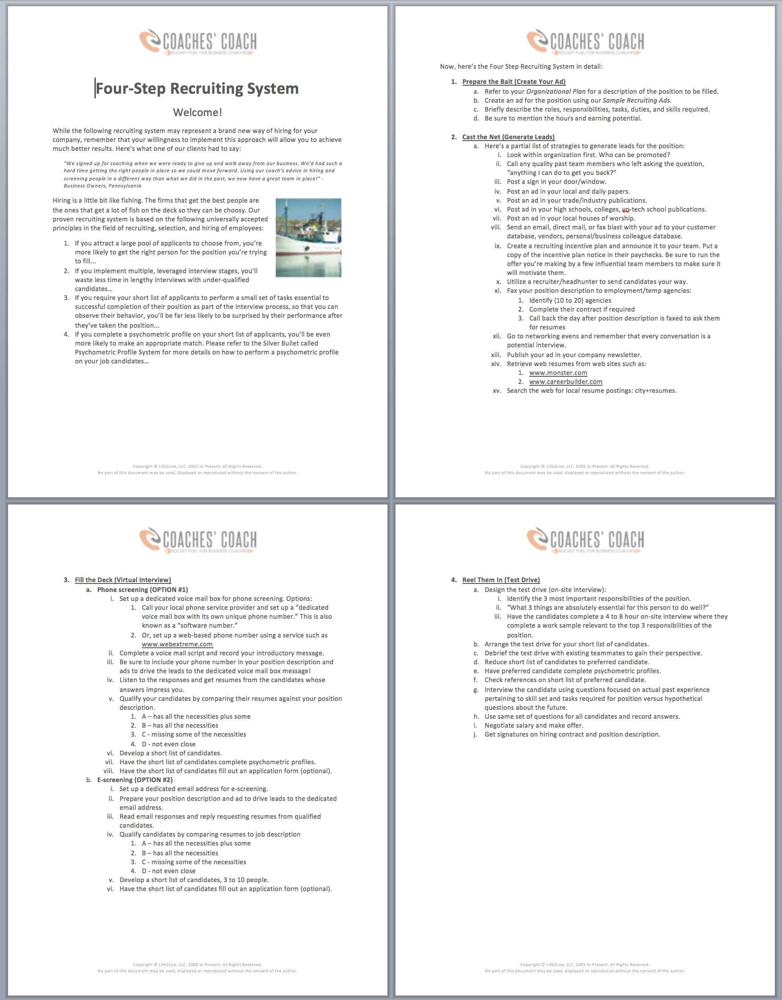 COACHES' COACH
ROCKET FUEL FOR BUSINESS COACHES
Four-Step Recruiting System
Welcome!
While the following recruiting system may represent a brand new way of hiring for your
company, remember that your willingness to implement this approach will allow you to achieve
much better results. Here's what one of our clients had to say:
"We signed up for coaching when we were ready to give up and walk away from our business. We'd had such a
hard time getting the right people in place so we could move forward. Using our coach's advice in hiring and
screening people in a different way than what we did in the past, we now have a great team in place!" -
Business Owners, Pennsylvania
Hiring is a little bit like fishing. The firms that get the best people are
the ones that get a lot of fish on the deck so they can be choosy. Our
proven recruiting system is based on the following universally accepted
principles in the field of recruiting, selection, and hiring of employees:
1. If you attract a large pool of applicants to choose from, you're
more likely to get the right person for the position you're trying
to fill...
2. If you implement multiple, leveraged interview stages, you'll
waste less time in lengthy interviews with under-qualified
candidates...
3. If you require your short list of applicants to perform a small set of tasks essential to
successful completion of their position as part of the interview process, so that you can
observe their behavior, you'll be far less likely to be surprised by their performance after
they've taken the position...
4. If you complete a psychometric profile on your short list of applicants, you'll be even
more likely to make an appropriate match. Please refer to the Silver Bullet called
Psychometric Profile System for more details on how to perform a psychometric profile
on your job candidates...
Copyright © Life2Live, LLC. 2005 to Present. All Rights Reserved.
No part of this document may be used, displayed or reproduced without the consent of the author.
COACHES' COACH
ROCKET FUEL FOR BUSINESS COACHES
Now, here's the Four Step Recruiting System in detail:
1. Prepare the Bait (Create Your Ad)
a. Refer to your Organizational Plan for a description of the position to be filled.
b. Create an ad for the position using our Sample Recruiting Ads.
c. Briefly describe the roles, responsibilities, tasks, duties, and skills required.
d. Be sure to mention the hours and earning potential.
2. Cast the Net (Generate Leads)
a. Here's a partial list of strategies to generate leads for the position:
i. Look within organization first. Who can be promoted?
ii. Call any quality past team members who left asking the question,
"anything I can do to get you back?"
iii. Post a sign in your door/window.
iv. Post an ad in your local and daily papers.
v. Post an ad in your trade/industry publications.
vi. Post ad in your high schools, colleges, vo-tech school publications.
vii. Post an ad in your local houses of worship.
viii. Send an email, direct mail, or fax blast with your ad to your customer
database, vendors, personal/business colleague database.
ix. Create a recruiting incentive plan and announce it to your team. Put a
copy of the incentive plan notice in their paychecks. Be sure to run the
offer you're making by a few influential team members to make sure it
will motivate them.
x. Utilize a recruiter/headhunter to send candidates your way.
xi. Fax your position description to employment/temp agencies:
1. Identify (10 to 20) agencies
2. Complete their contract if required
3. Call back the day after position description is faxed to ask them
for resumes
xii. Go to networking evens and remember that every conversation is a
potential interview.
xiii. Publish your ad in your company newsletter.
xiv. Retrieve web resumes from web sites such as:
1. www.monster.com
2. www.careerbuilder.com
xv. Search the web for local resume postings: city+resumes.
Copyright © Life2Live, LLC. 2005 to Present. All Rights Reserved.
No part of this document may be used, displayed or reproduced without the consent of the author.
COACHES' COACH
ROCKET FUEL FOR BUSINESS COACHES
3. Fill the Deck (Virtual Interview)
a. Phone screening (OPTION #1)
i. Set up a dedicated voice mail box for phone screening. Options:
1. Call your local phone service provider and set up a "dedicated
voice mail box with its own unique phone number." This is also
known as a "software number."
2. Or, set up a web-based phone number using a service such as
www.webextreme.com
ii. Complete a voice mail script and record your introductory message.
iii. Be sure to include your phone number in your position description and
ads to drive the leads to the dedicated voice mail box message!
iv. Listen to the responses and get resumes from the candidates whose
answers impress you.
v. Qualify your candidates by comparing their resumes against your position
description.
1. A – has all the necessities plus some
2. B – has all the necessities
3. C - missing some of the necessities
4. D - not even close
vi. Develop a short list of candidates.
vii. Have the short list of candidates complete psychometric profiles.
viii. Have the short list of candidates fill out an application form (optional).
b. E-screening (OPTION #2)
i. Set up a dedicated email address for e-screening.
ii. Prepare your position description and ad to drive leads to the dedicated
email address.
iii. Read email responses and reply requesting resumes from qualified
candidates.
iv. Qualify candidates by comparing resumes to job description
1. A – has all the necessities plus some
2. B – has all the necessities
3. C - missing some of the necessities
4. D - not even close
v. Develop a short list of candidates, 3 to 10 people.
vi. Have the short list of candidates fill out an application form (optional).
Copyright © Life2Live, LLC. 2005 to Present. All Rights Reserved.
No part of this document may be used, displayed or reproduced without the consent of the author.
COACHES' COACH
ROCKET FUEL FOR BUSINESS COACHES
4. Reel Them In (Test Drive)
a. Design the test drive (on-site interview):
i. Identify the 3 most important responsibilities of the position.
ii. "What 3 things are absolutely essential for this person to do well?"
iii. Have the candidates complete a 4 to 8 hour on-site interview where they
complete a work sample relevant to the top 3 responsibilities of the
position.
b. Arrange the test drive for your short list of candidates.
c. Debrief the test drive with existing teammates to gain their perspective.
d. Reduce short list of candidates to preferred candidate.
e. Have preferred candidate complete psychometric profiles.
f. Check references on short list of preferred candidate.
g. Interview the candidate using questions focused on actual past experience
pertaining to skill set and tasks required for position versus hypothetical
questions about the future.
h. Use same set of questions for all candidates and record answers.
i. Negotiate salary and make offer.
j. Get signatures on hiring contract and position description.
Copyright © Life2Live, LLC. 2005 to Present. All Rights Reserved.
No part of this document may be used, displayed or reproduced without the consent of the author.